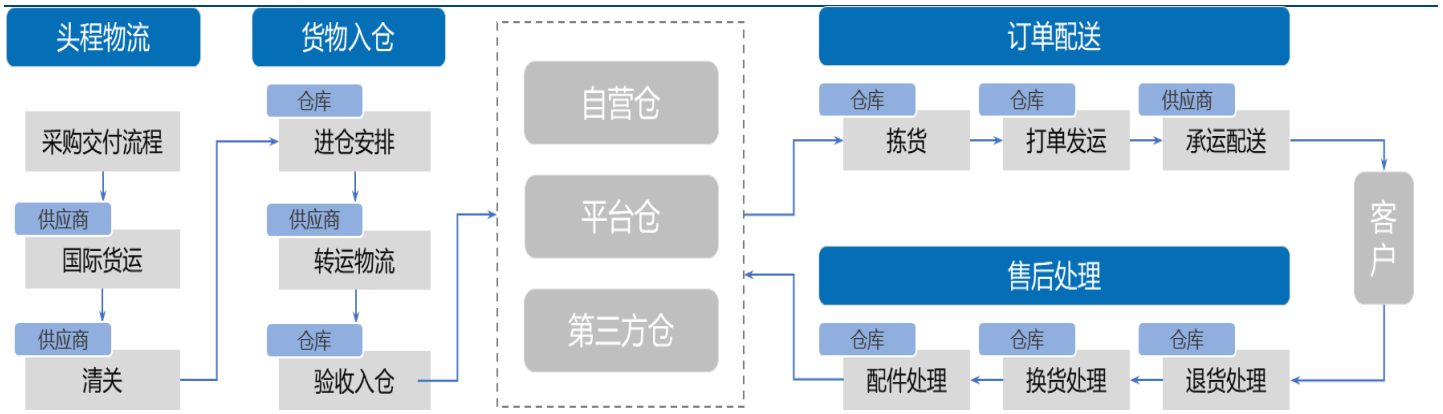 头程物流
采购交付流程
供应商
国际货运
供应商
清关
货物入仓
仓库
进仓安排
供应商
转运物流
仓库
验收入仓
自营仓
平台仓
第三方仓
订单配送
仓库
拣货
仓库
打单发运
供应商
承运配送
客户
售后处理
仓库
配件处理
仓库
换货处理
仓库
退货处理